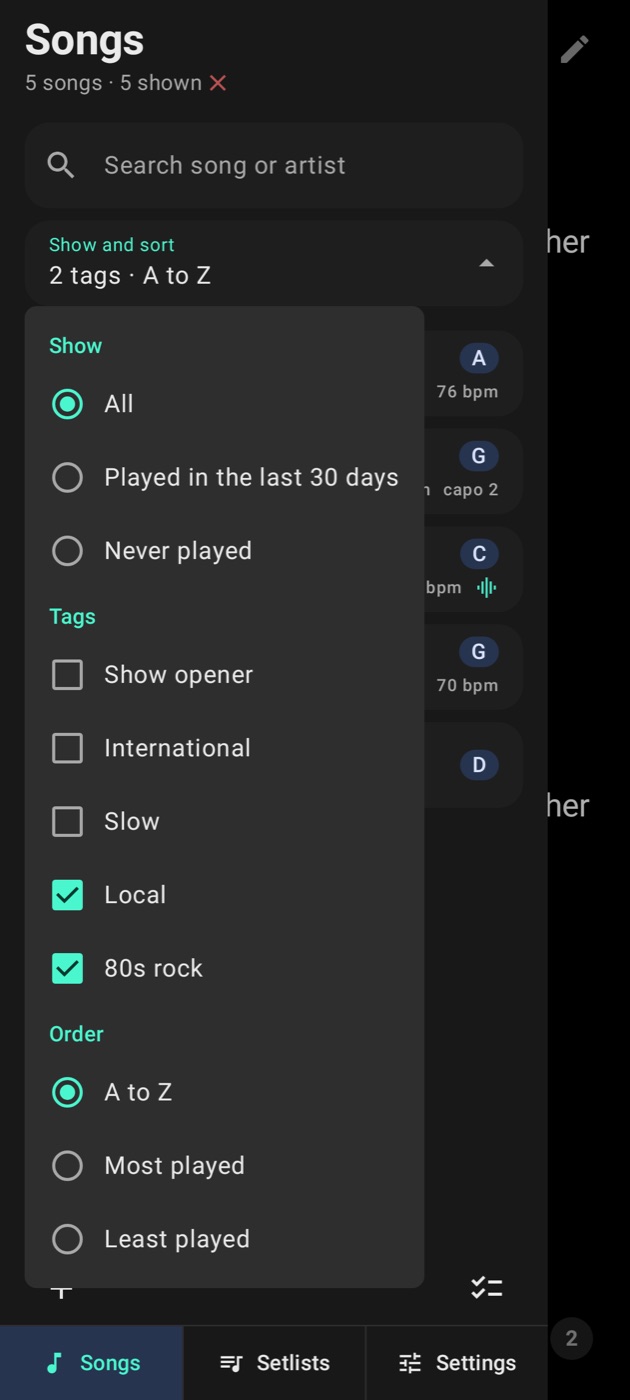 Songs
5 songs · 5 shown
Search song or artist
her
Show and sort
2 tags · A to Z
Show
All
A
76 bpm
Played in the last 30 days
G
capo 2
Never played
C
bpm
Tags
Show opener
G
70 bpm
International
D
her
Slow
Local
80s rock
Order
A to Z
Most played
Least played
2
Songs
Setlists
Settings